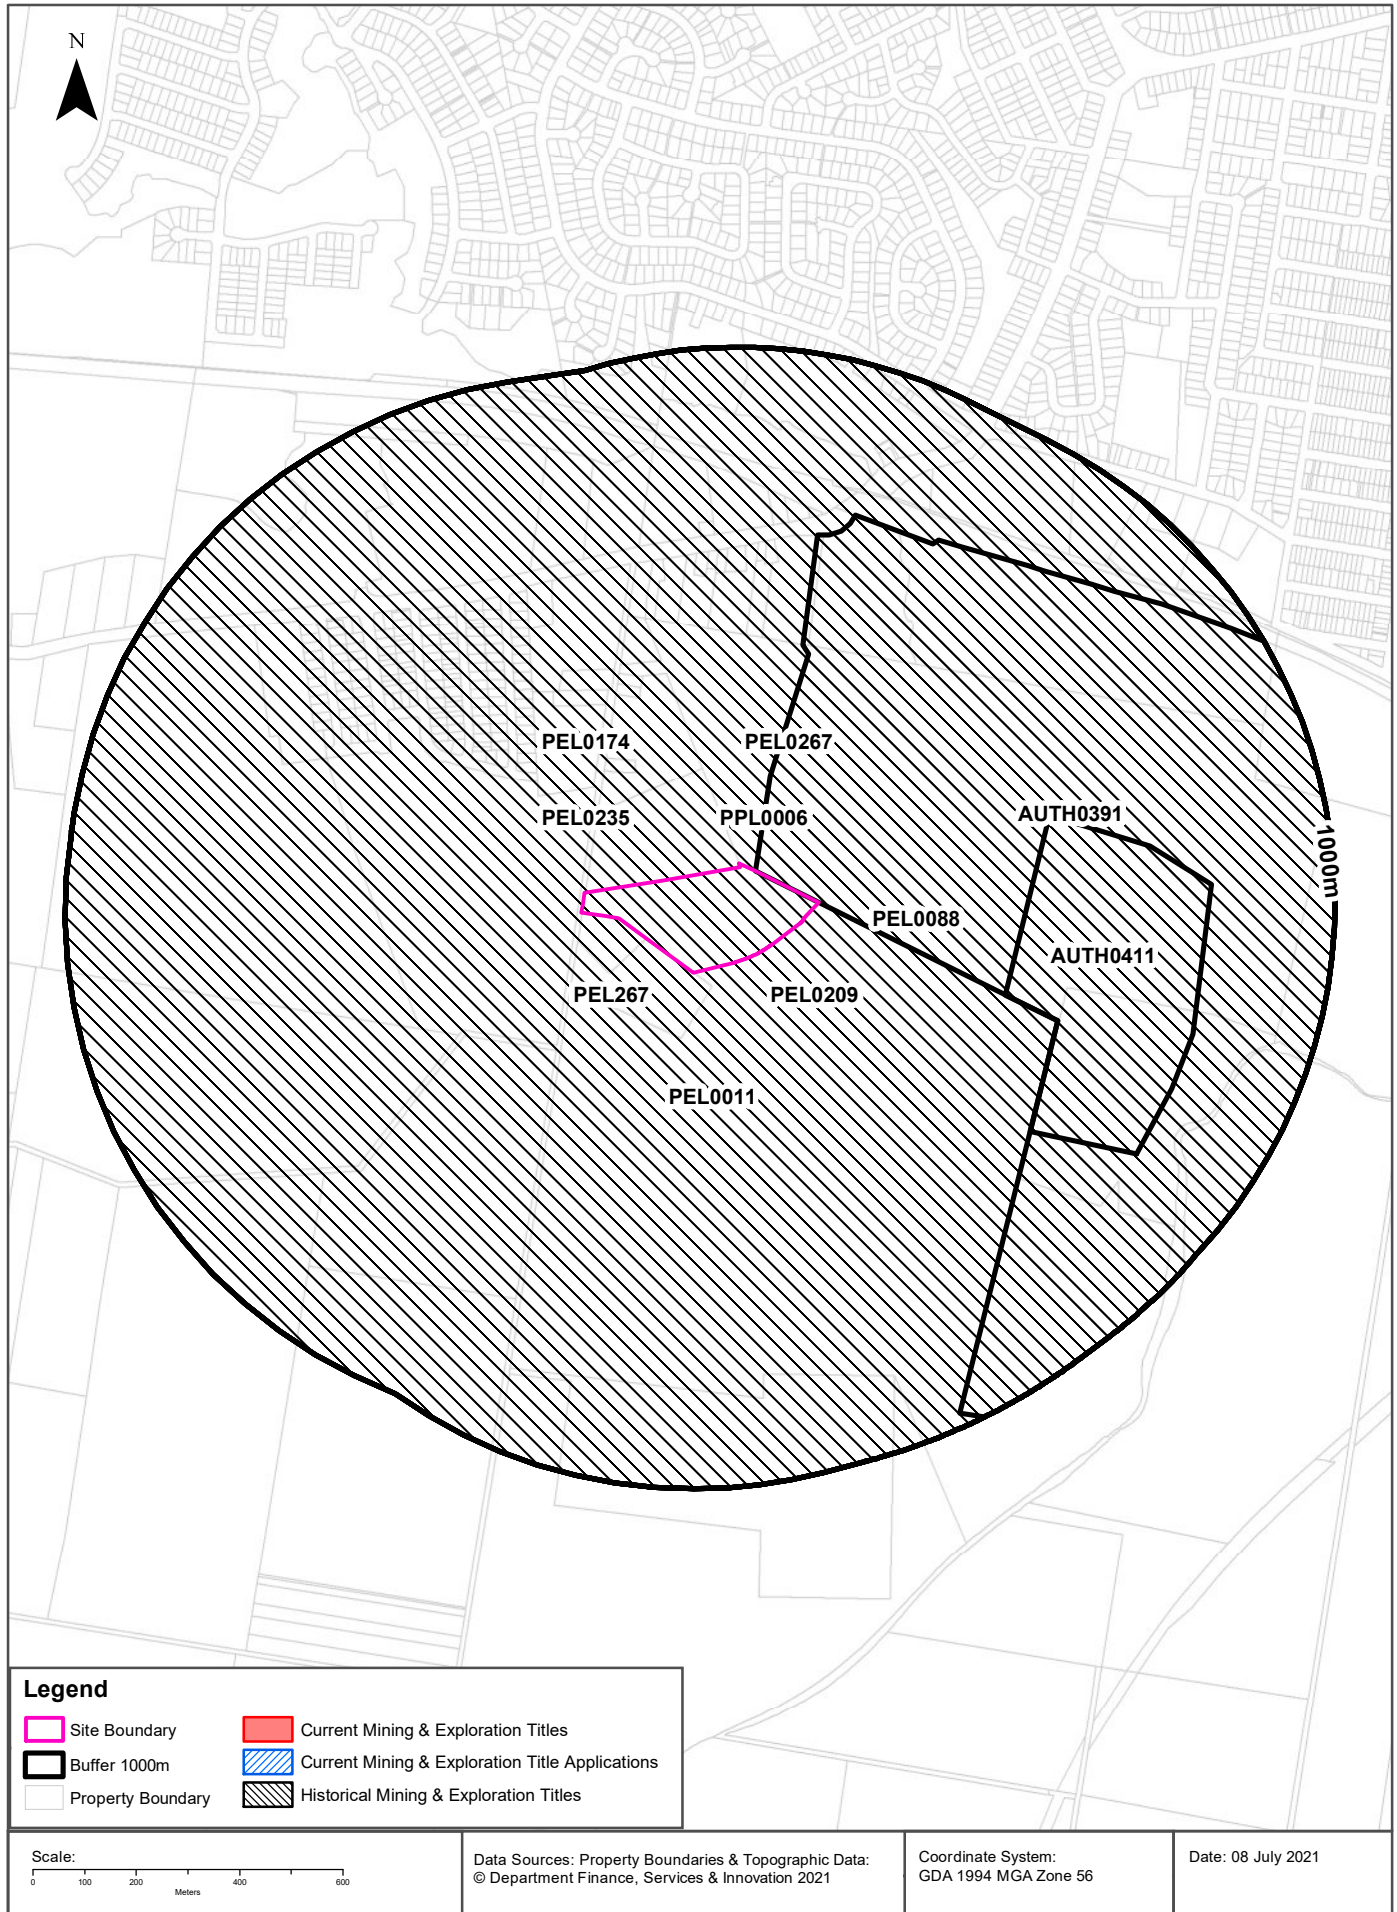 N
PEL0174
PEL0267
PEL0235
PPL0006
AUTH0391
1000m
PEL0088
AUTH0411
PEL267
PEL0209
PEL0011
Legend
Site Boundary
Buffer 1000m
Property Boundary
Current Mining & Exploration Titles
Current Mining & Exploration Title Applications
Historical Mining & Exploration Titles
Scale:
0 100 200 400 600
Meters
Data Sources: Property Boundaries & Topographic Data:
© Department Finance, Services & Innovation 2021
Coordinate System:
GDA 1994 MGA Zone 56
Date: 08 July 2021